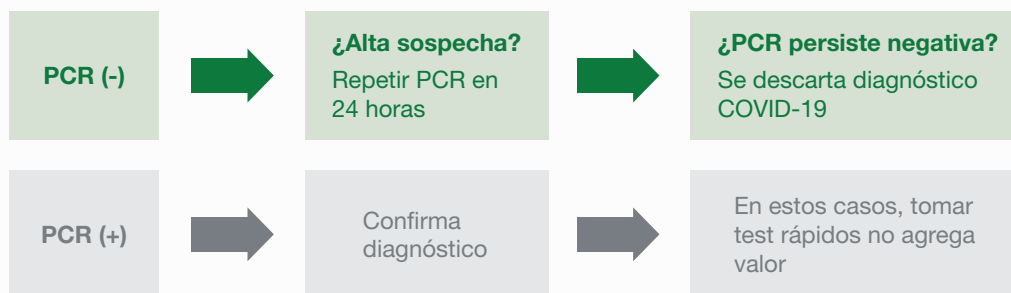 PCR (-)
¿Alta sospecha?
Repetir PCR en
24 horas
¿PCR persiste negativa?
Se descarta diagnóstico
COVID-19
PCR (+)
Confirma
diagnóstico
En estos casos, tomar
test rápidos no agrega
valor